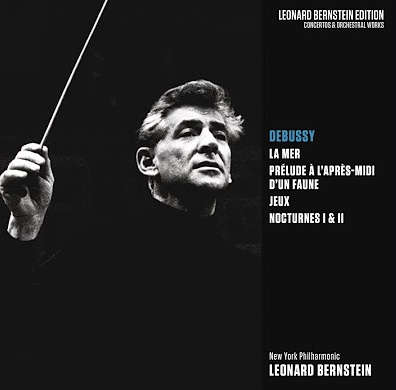 LEONARD BERNSTEIN EDITION
CONCERTOS & ORCHESTRAL WORKS
DEBUSSY
LA MER
PRÉLUDE À L'APRÈS-MIDI
D'UN FAUNE
JEUX
NOCTURNES I & II
New York Philharmonic
LEONARD BERNSTEIN